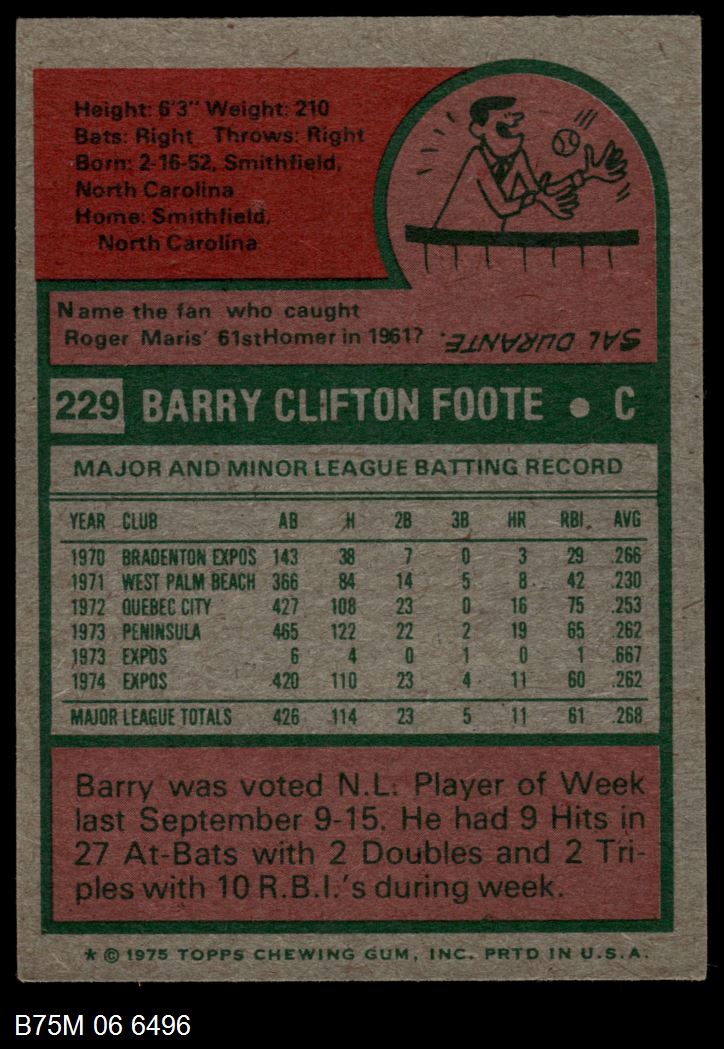 Height: 6'3" Weight: 210
Bats: Right Throws: Right
Born: 2-16-52, Smithfield,
North Carolina
Home: Smithfield,
North Carolina
Name the fan who caught
Roger Maris' 61st Homer in 1961?
SAL DURANTE.
229 BARRY CLIFTON FOOTE • C
MAJOR AND MINOR LEAGUE BATTING RECORD
YEAR CLUB AB H 2B 3B HR RBI. AVG
1970 BRADENTON EXPOS 143 38 7 0 3 29 .266
1971 WEST PALM BEACH 366 84 14 5 8 42 .230
1972 QUEBEC CITY 427 108 23 0 16 75 .253
1973 PENINSULA 465 122 22 2 19 65 .262
1973 EXPOS 6 4 0 1 0 1 .667
1974 EXPOS 420 110 23 4 11 60 .262
MAJOR LEAGUE TOTALS 426 114 23 5 11 61 .268
Barry was voted N.L. Player of Week
last September 9-15. He had 9 Hits in
27 At-Bats with 2 Doubles and 2 Tri-
ples with 10 R.B.I.'s during week.
* © 1975 TOPPS CHEWING GUM, INC. PRTD IN U.S.A.
B75M 06 6496